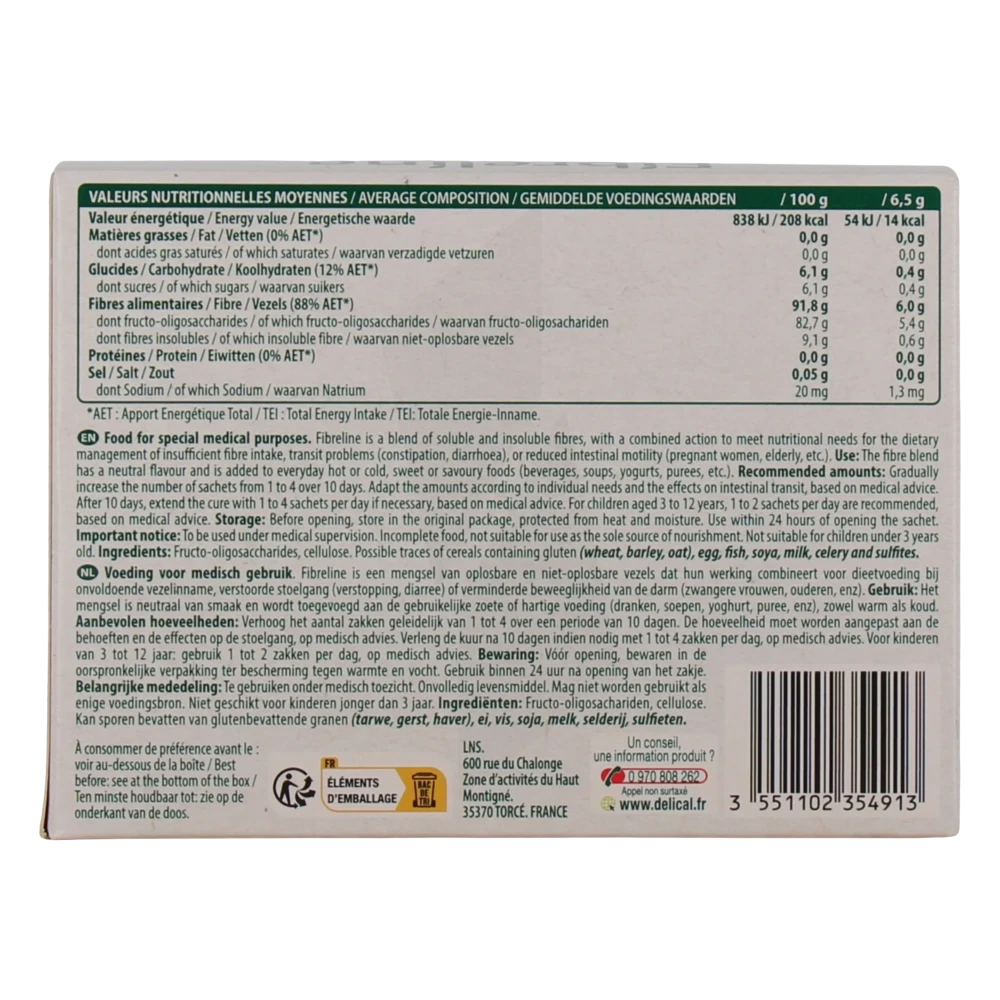 VALEURS NUTRITIONNELLES MOYENNES / AVERAGE COMPOSITION / GEMIDDELDE VOEDINGSWAARDEN / 100 g / 6,5 g
Valeur énergétique / Energy value / Energetische waarde 838 kJ / 208 kcal 54 kJ / 14 kcal
Matières grasses / Fat / Vetten (0% AET*) 0,0 g 0,0 g
dont acides gras saturés / of which saturates / waarvan verzadigde vetzuren 0,0 g 0,0 g
Glucides / Carbohydrate / Koolhydraten (12% AET*) 6,1 g 0,4 g
dont sucres / of which sugars / waarvan suikers 6,1 g 0,4 g
Fibres alimentaires / Fibre / Vezels (88% AET*) 91,8 g 6,0 g
dont fructo-oligosaccharides / of which fructo-oligosaccharides / waarvan fructo-oligosachariden 82,7 g 5,4 g
dont fibres insolubles / of which insoluble fibre / waarvan niet-oplosbare vezels 9,1 g 0,6 g
Protéines / Protein / Eiwitten (0% AET*) 0,0 g 0,0 g
Sel / Salt / Zout 0,05 g 0,0 g
dont Sodium / of which Sodium / waarvan Natrium 20 mg 1,3 mg
*AET : Apport Energétique Total / TEI : Total Energy Intake / TEI: Totale Energie-Inname.
EN Food for special medical purposes. Fibreline is a blend of soluble and insoluble fibres, with a combined action to meet nutritional needs for the dietary
management of insufficient fibre intake, transit problems (constipation, diarrhoea), or reduced intestinal motility (pregnant women, elderly, etc.). Use: The fibre blend
has a neutral flavour and is added to everyday hot or cold, sweet or savoury foods (beverages, soups, yogurts, purees, etc.). Recommended amounts: Gradually
increase the number of sachets from 1 to 4 over 10 days. Adapt the amounts according to individual needs and the effects on intestinal transit, based on medical advice.
After 10 days, extend the cure with 1 to 4 sachets per day if necessary, based on medical advice. For children aged 3 to 12 years, 1 to 2 sachets per day are recommended,
based on medical advice. Storage: Before opening, store in the original package, protected from heat and moisture. Use within 24 hours of opening the sachet.
Important notice: To be used under medical supervision. Incomplete food, not suitable for use as the sole source of nourishment. Not suitable for children under 3 years
old. Ingredients: Fructo-oligosaccharides, cellulose. Possible traces of cereals containing gluten (wheat, barley, oat), egg, fish, soya, milk, celery and sulfites.
NL Voeding voor medisch gebruik. Fibreline is een mengsel van oplosbare en niet-oplosbare vezels dat hun werking combineert voor dieetvoeding bij
onvoldoende vezelinname, verstoorde stoelgang (verstopping, diarree) of verminderde beweeglijkheid van de darm (zwangere vrouwen, ouderen, enz). Gebruik: Het
mengsel is neutraal van smaak en wordt toegevoegd aan de gebruikelijke zoete of hartige voeding (dranken, soepen, yoghurt, puree, enz), zowel warm als koud.
Aanbevolen hoeveelheden: Verhoog het aantal zakken geleidelijk van 1 tot 4 over een periode van 10 dagen. De hoeveelheid moet worden aangepast aan de
behoeften en de effecten op de stoelgang, op medisch advies. Verleng de kuur na 10 dagen indien nodig met 1 tot 4 zakken per dag, op medisch advies. Voor kinderen
van 3 tot 12 jaar: gebruik 1 tot 2 zakken per dag, op medisch advies. Bewaring: Vóór opening, bewaren in de
oorspronkelijke verpakking ter bescherming tegen warmte en vocht. Gebruik binnen 24 uur na opening van het zakje.
Belangrijke mededeling: Te gebruiken onder medisch toezicht. Onvolledig levensmiddel. Mag niet worden gebruikt als
enige voedingsbron. Niet geschikt voor kinderen jonger dan 3 jaar. Ingrediënten: Fructo-oligosachariden, cellulose.
Kan sporen bevatten van glutenbevattende granen (tarwe, gerst, haver), ei, vis, soja, melk, selderij, sulfieten.
À consommer de préférence avant le :
voir au-dessous de la boîte / Best
before: see at the bottom of the box /
Ten minste houdbaar tot: zie op de
onderkant van de doos.
FR
ÉLÉMENTS
D'EMBALLAGE
BAC
DE
TRI
LNS.
600 rue du Chalonge
Zone d'activités du Haut
Montigné.
35370 TORCÉ. FRANCE
Un conseil,
une information produit ?
0 970 808 262
Appel non surtaxé
www.delical.fr
3 551102 354913